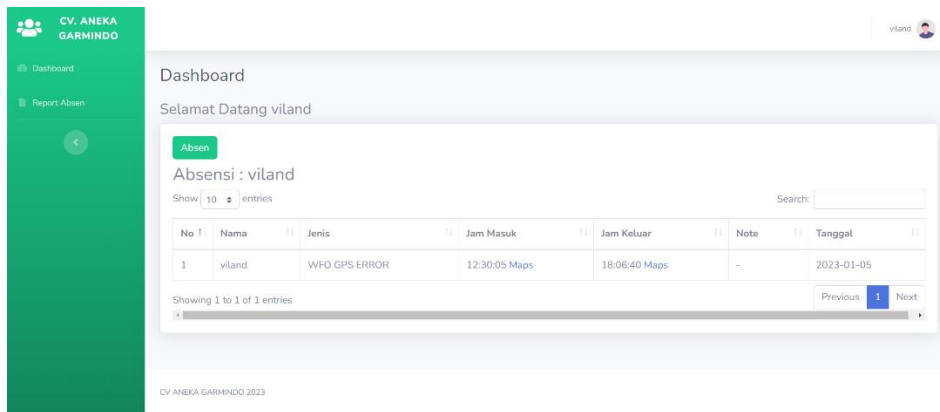 CV. ANEKA
GARMINDO
viland
Dashboard
Report Absen
Dashboard
Selamat Datang viland
Absen
Absensi : viland
Show 10 entries
Search:
No Nama Jenis Jam Masuk Jam Keluar Note Tanggal
1 viland WFO GPS ERROR 12:30:05 Maps 18:06:40 Maps - 2023-01-05
Showing 1 to 1 of 1 entries
Previous 1 Next
CV ANEKA GARMINDO 2023